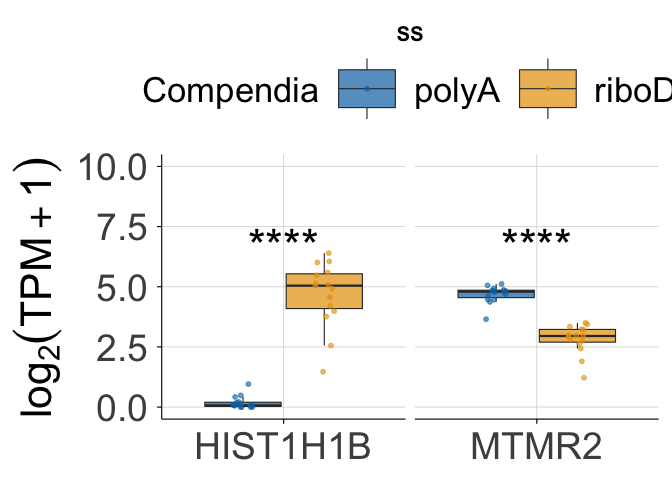 ss
Compendia polyA riboD
log₂(TPM + 1)
10.0
7.5
5.0
2.5
0.0
**** ****
HIST1H1B MTMR2